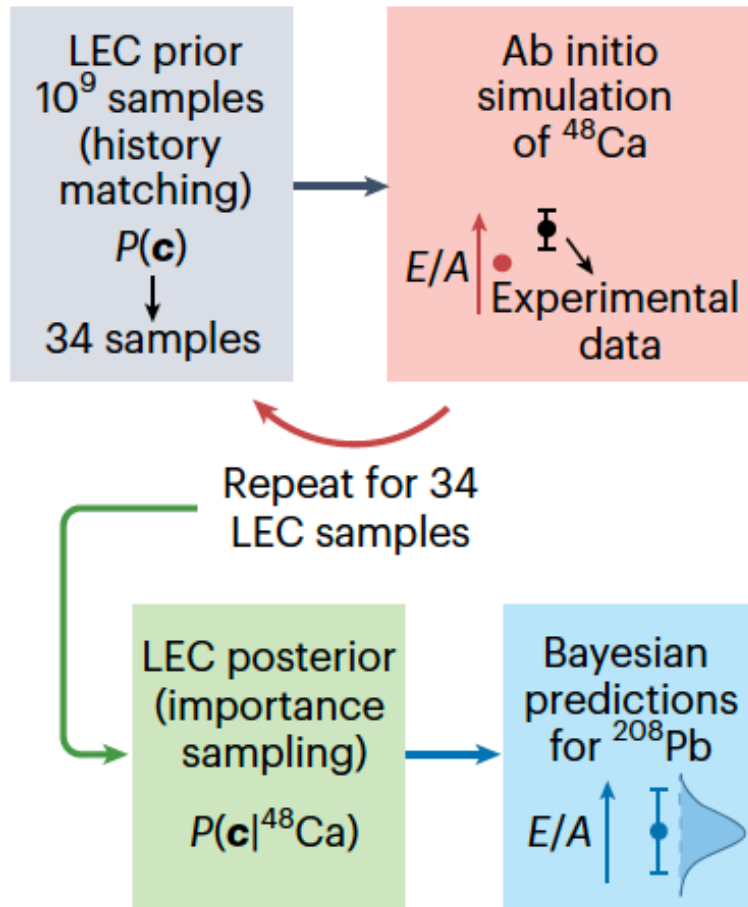 LEC prior
10⁹ samples
(history
matching)
P(c)
34 samples
Ab initio
simulation
of ⁴⁸Ca
E/A
Experimental
data
Repeat for 34
LEC samples
LEC posterior
(importance
sampling)
P(c|⁴⁸Ca)
Bayesian
predictions
for ²⁰⁸Pb
E/A